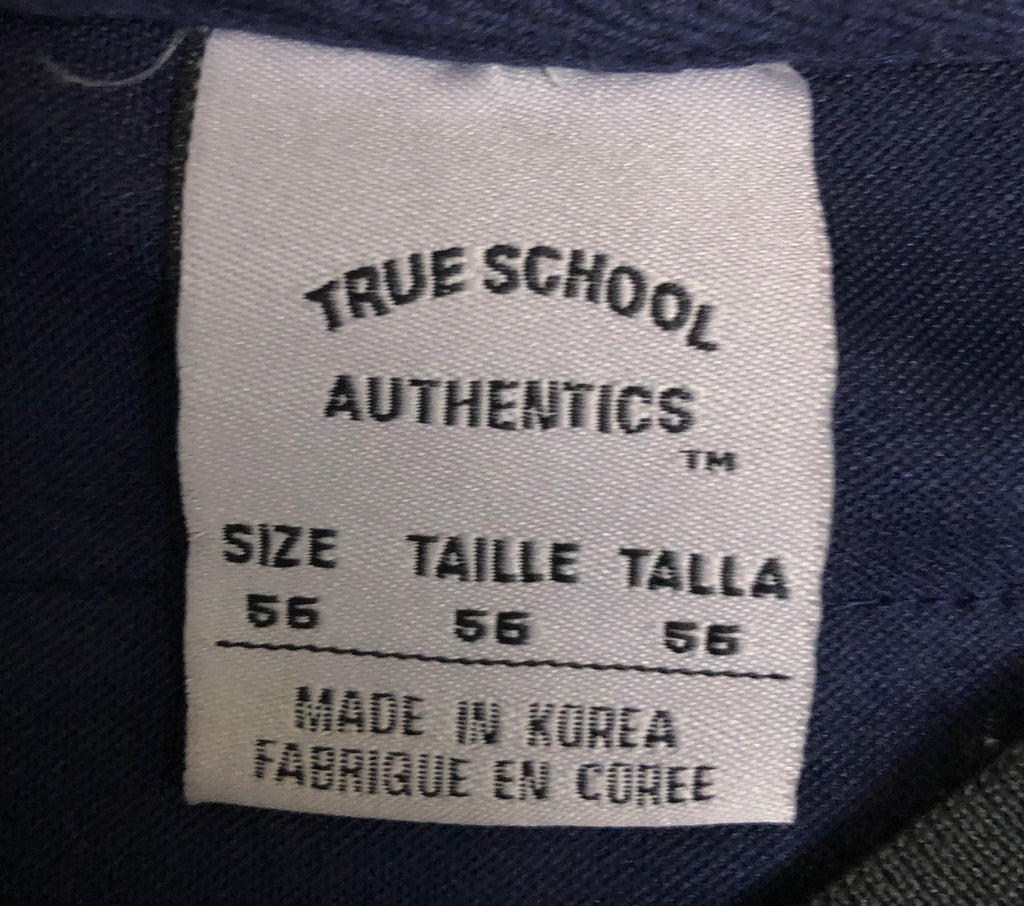 TRUE SCHOOL
AUTHENTICS
TM
SIZE TAILLE TALLA
56 56 56
MADE IN KOREA
FABRIQUE EN COREE